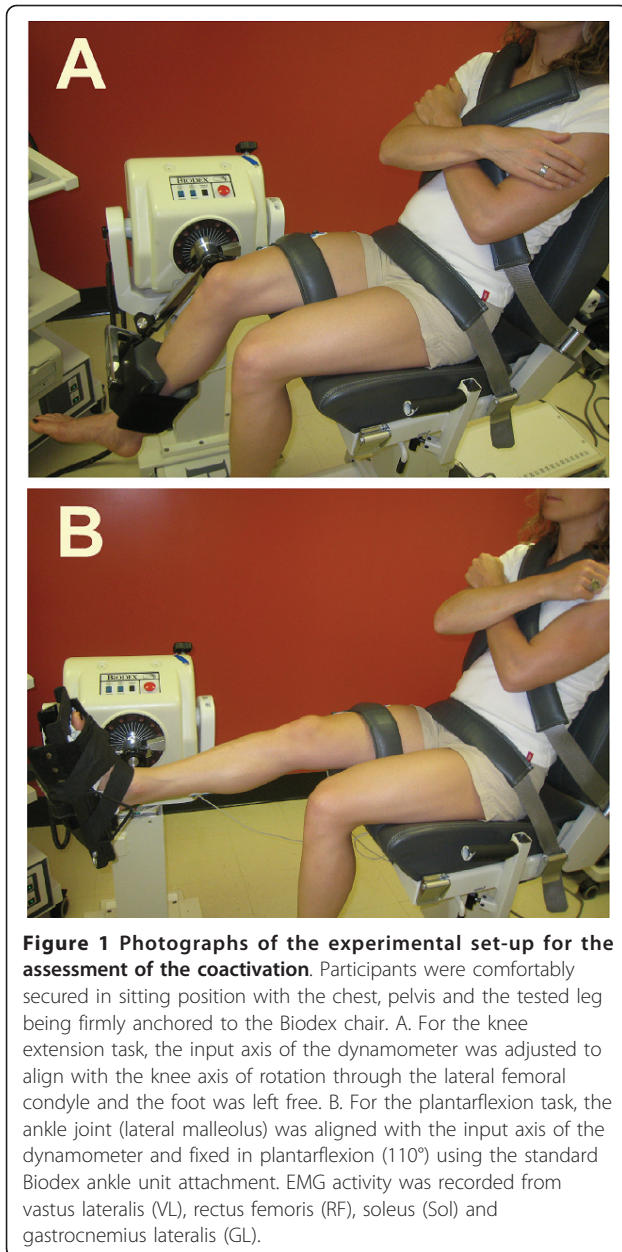 A
BIODEX
B
BIODEX
Figure 1 Photographs of the experimental set-up for the
assessment of the coactivation. Participants were comfortably
secured in sitting position with the chest, pelvis and the tested leg
being firmly anchored to the Biodex chair. A. For the knee
extension task, the input axis of the dynamometer was adjusted to
align with the knee axis of rotation through the lateral femoral
condyle and the foot was left free. B. For the plantarflexion task, the
ankle joint (lateral malleolus) was aligned with the input axis of the
dynamometer and fixed in plantarflexion (110°) using the standard
Biodex ankle unit attachment. EMG activity was recorded from
vastus lateralis (VL), rectus femoris (RF), soleus (Sol) and
gastrocnemius lateralis (GL).